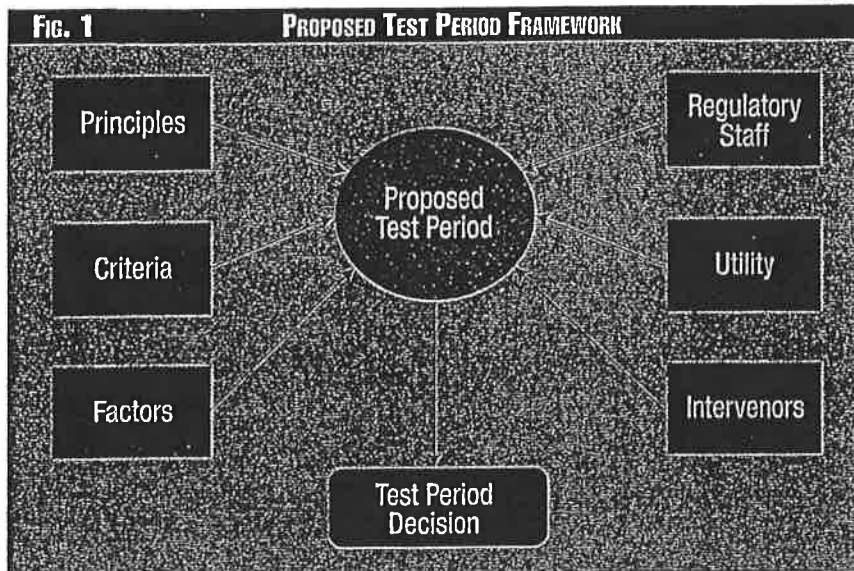 FIG. 1 PROPOSED TEST PERIOD FRAMEWORK
Principles
Regulatory
Staff
Proposed
Test Period
Criteria
Utility
Factors
Intervenors
Test Period
Decision